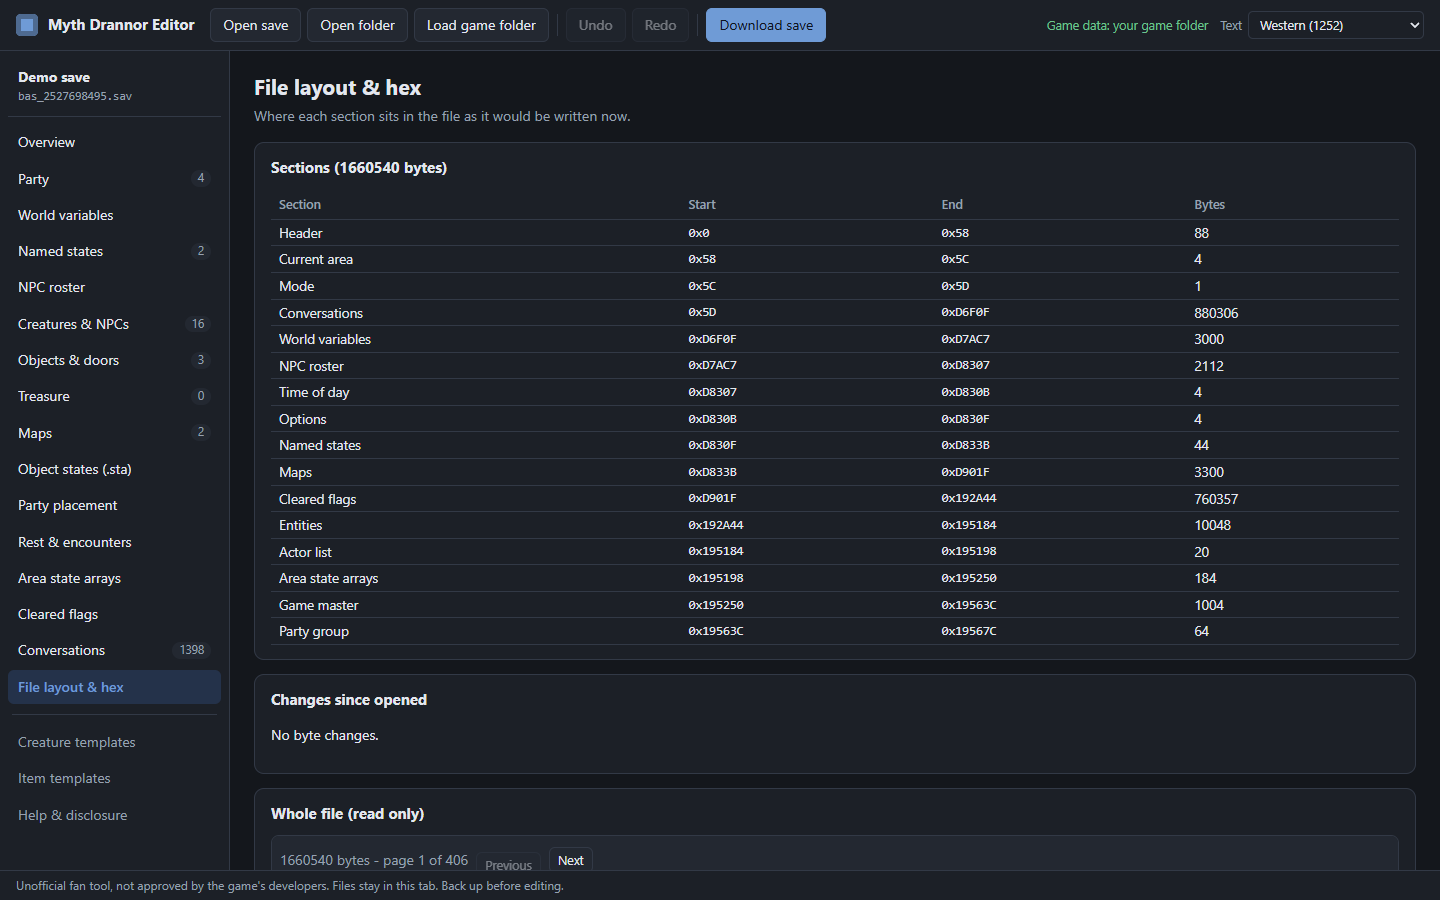 Myth Drannor Editor
Open save
Open folder
Load game folder
Undo
Redo
Download save
Game data: your game folder
Text
Western (1252)
Demo save
bas_2527698495.sav
Overview
Party 4
World variables
Named states 2
NPC roster
Creatures & NPCs 16
Objects & doors 3
Treasure 0
Maps 2
Object states (.sta)
Party placement
Rest & encounters
Area state arrays
Cleared flags
Conversations 1398
File layout & hex
Creature templates
Item templates
Help & disclosure
File layout & hex
Where each section sits in the file as it would be written now.
Sections (1660540 bytes)
Section Start End Bytes
Header 0x0 0x58 88
Current area 0x58 0x5C 4
Mode 0x5C 0x5D 1
Conversations 0x5D 0xD6F0F 880306
World variables 0xD6F0F 0xD7AC7 3000
NPC roster 0xD7AC7 0xD8307 2112
Time of day 0xD8307 0xD830B 4
Options 0xD830B 0xD830F 4
Named states 0xD830F 0xD833B 44
Maps 0xD833B 0xD901F 3300
Cleared flags 0xD901F 0x192A44 760357
Entities 0x192A44 0x195184 10048
Actor list 0x195184 0x195198 20
Area state arrays 0x195198 0x195250 184
Game master 0x195250 0x19563C 1004
Party group 0x19563C 0x19567C 64
Changes since opened
No byte changes.
Whole file (read only)
1660540 bytes - page 1 of 406
Previous
Next
Unofficial fan tool, not approved by the game's developers. Files stay in this tab. Back up before editing.